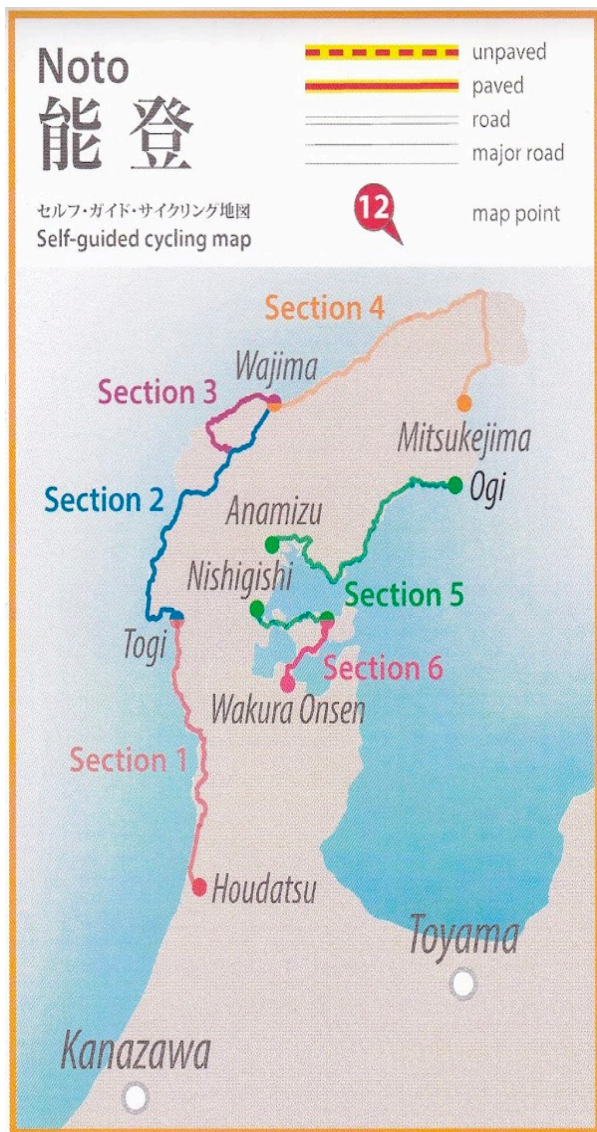 Noto
能登
セルフ・ガイド・サイクリング地図
Self-guided cycling map
unpaved
paved
road
major road
12
map point
Section 4
Wajima
Section 3
Mitsukejima
Section 2
Ogi
Anamizu
Nishigishi
Section 5
Togi
Section 6
Wakura Onsen
Section 1
Houdatsu
Toyama
Kanazawa